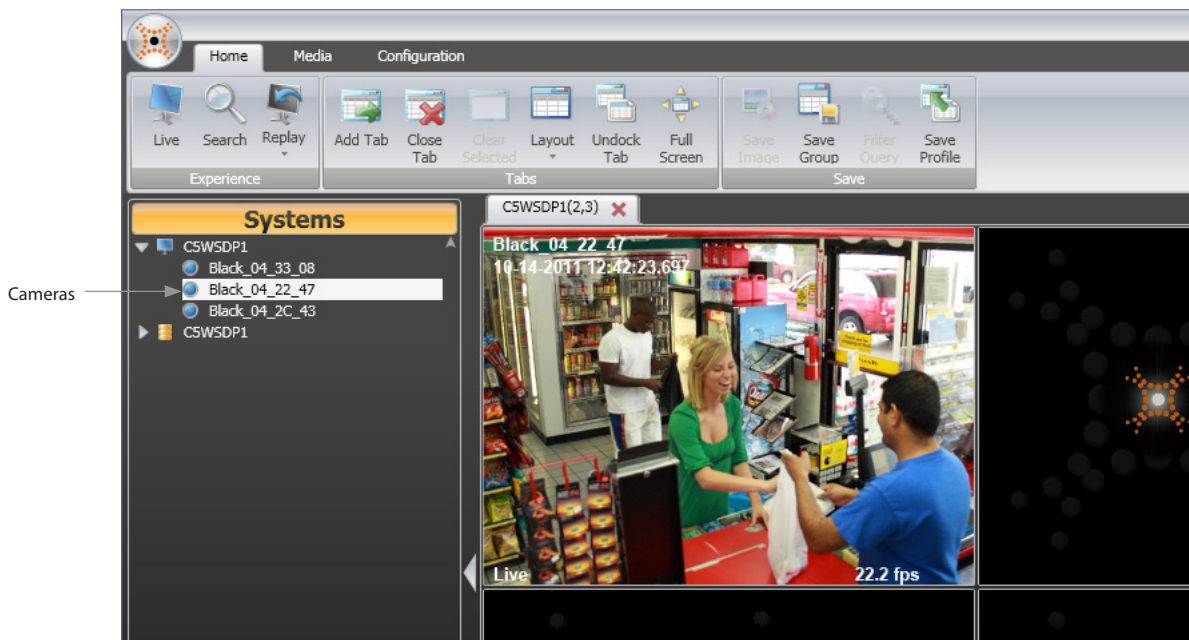 Home Media Configuration
Live
Search
Replay
Add Tab
Close
Tab
Clear
Selected
Layout
Undock
Tab
Full
Screen
Save
Image
Save
Group
Filter
Query
Save
Profile
Experience
Tabs
Save
Systems
C5WSDP1
Black_04_33_08
Black_04_22_47
Black_04_2C_43
C5WSDP1
Cameras
C5WSDP1(2,3)
Black_04_22_47
10-14-2011 12:42:23.697
Live
22.2 fps